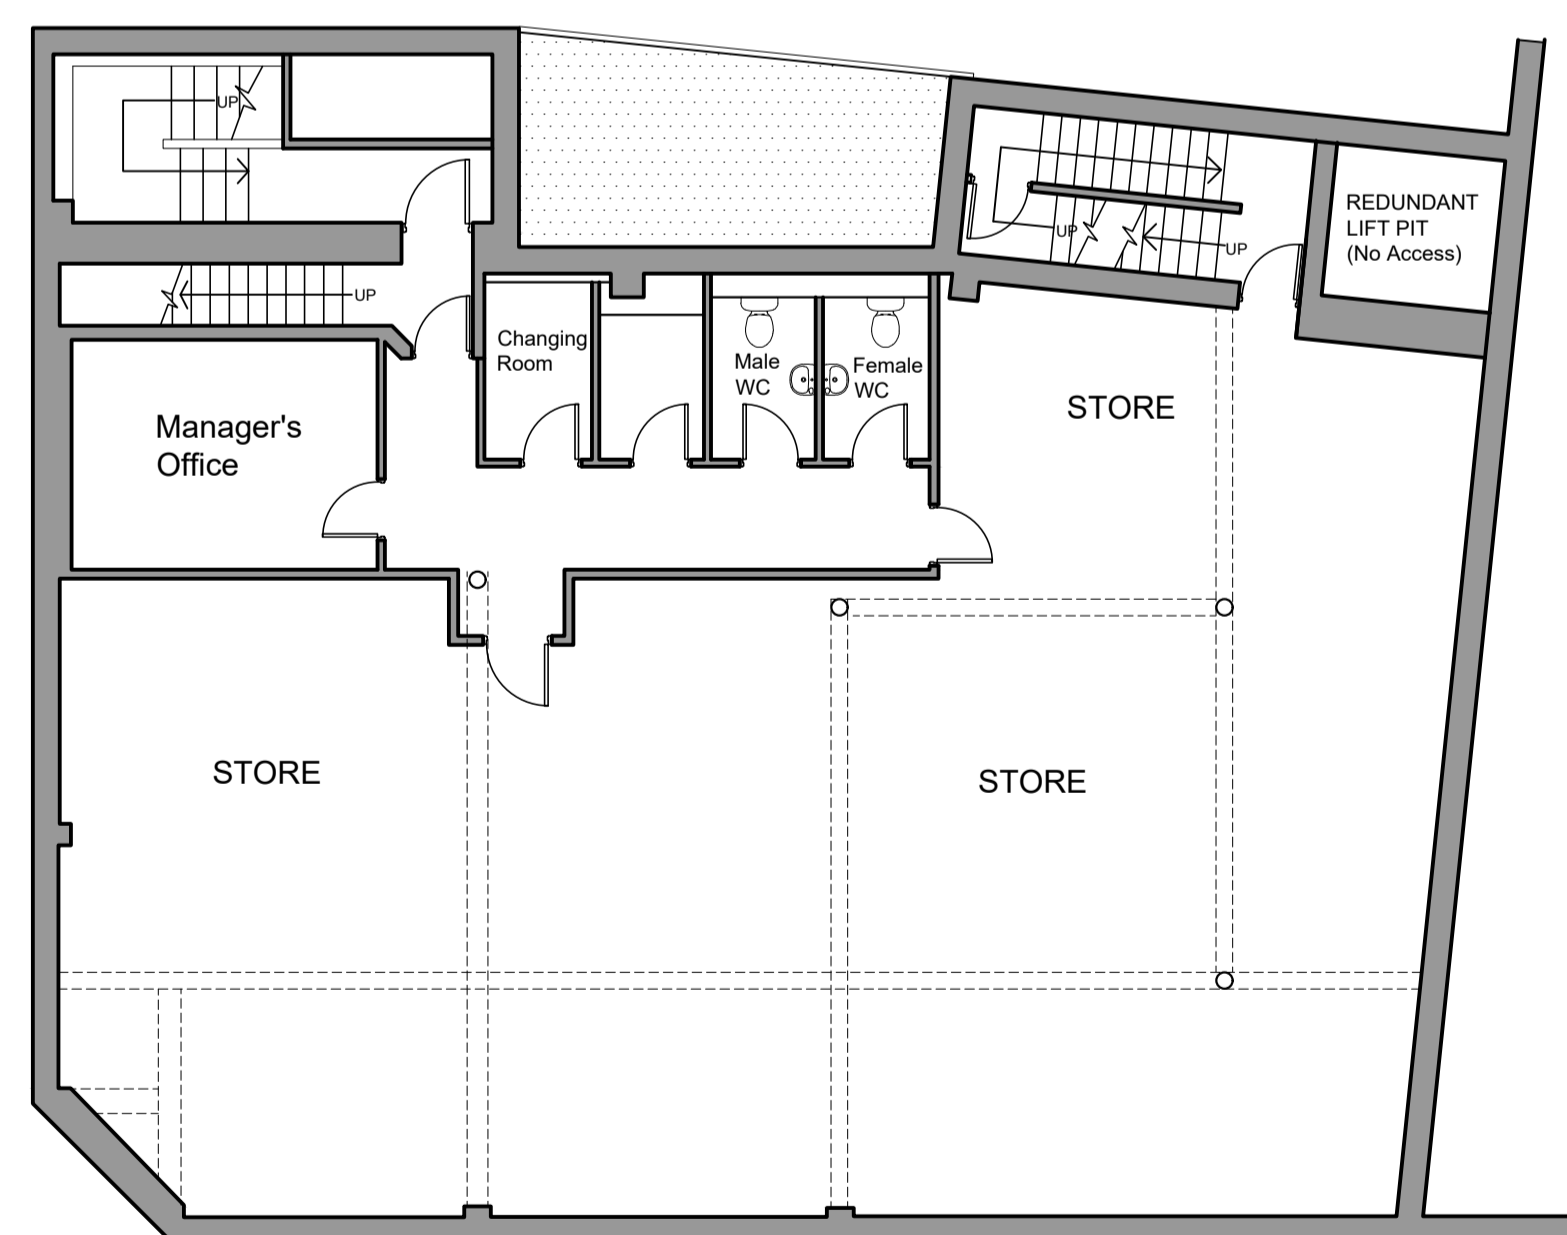 UP
REDUNDANT
LIFT PIT
(No Access)
UP
UP
UP
Changing
Room
Male
WC
Female
WC
STORE
Manager's
Office
STORE
STORE